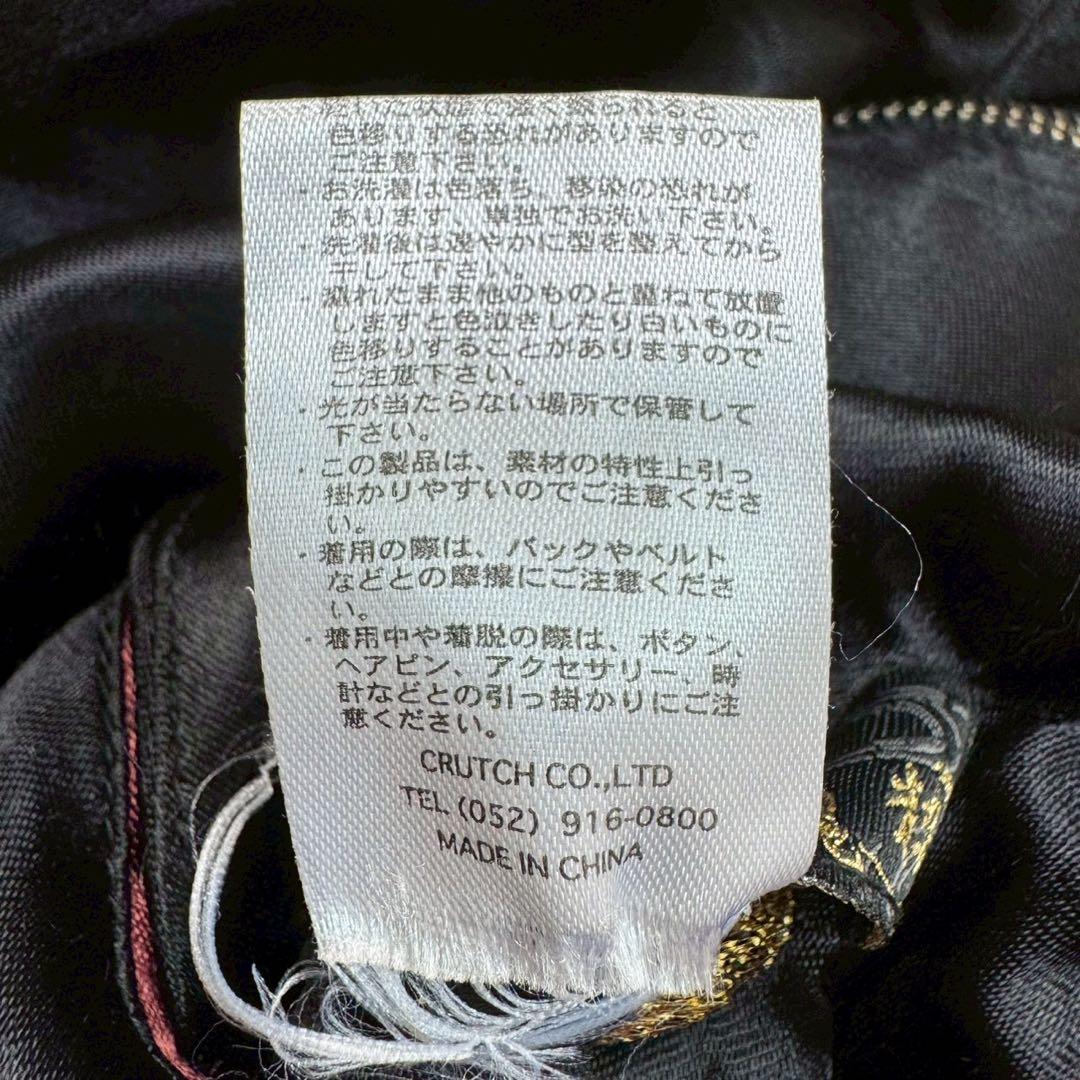 強く擦られると
色移りする恐れがありますので
ご注意下さい。
・お洗濯は色落ち、移染の恐れが
あります、単独でお洗い下さい。
・洗濯後は速やかに型を整えてから
干して下さい。
・濡れたまま他のものと重ねて放置
しますと色泣きしたり白いものに
色移りすることがありますので
ご注意下さい。
・光が当たらない場所で保管して
下さい。
・この製品は、素材の特性上引っ
掛かりやすいのでご注意くださ
い。
・着用の際は、バックやベルト
などとの摩擦にご注意くださ
い。
・着用中や着脱の際は、ボタン、
ヘアピン、アクセサリー、時
計などとの引っ掛かりにご注
意ください。
CRUTCH CO.,LTD
TEL (052) 916-0800
MADE IN CHINA